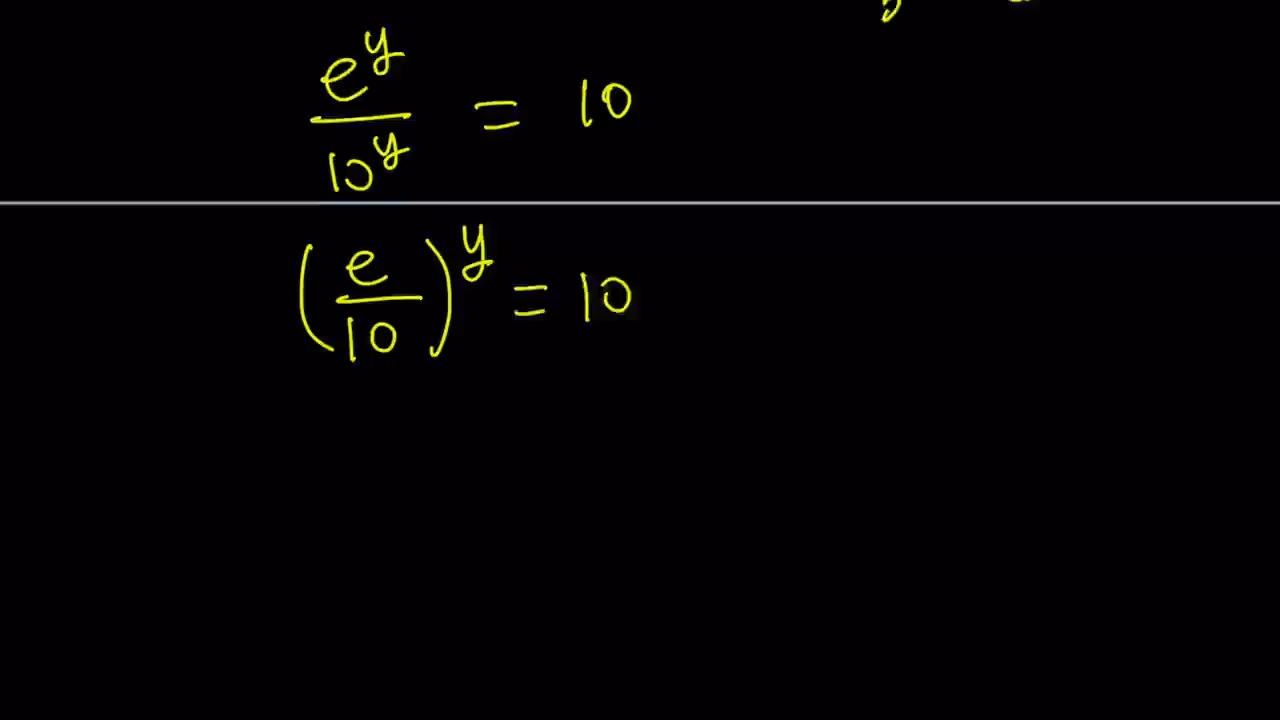 e^y / 10^y = 10
(e / 10)^y = 10